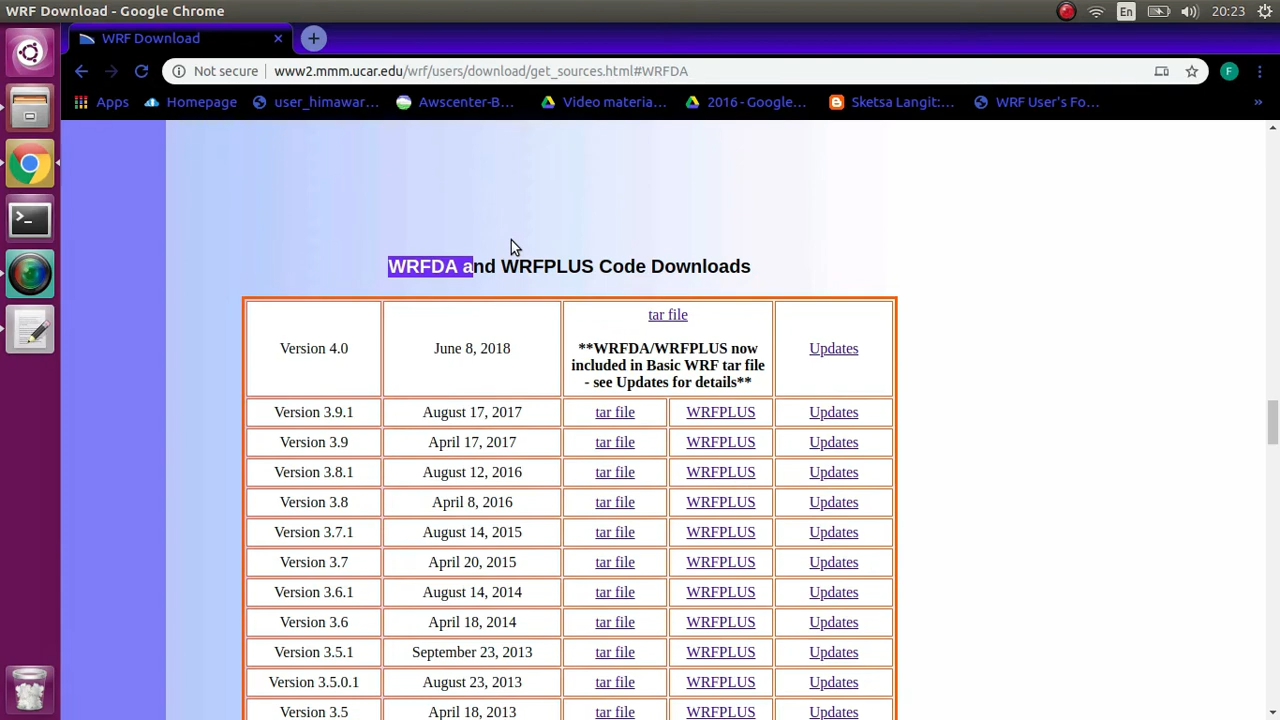 WRF Download - Google Chrome
En
20:23
WRF Download
Not secure
www2.mmm.ucar.edu/wrf/users/download/get_sources.html#WRFDA
F
Apps
Homepage
user_himawar...
Awscenter-B...
Video materia...
2016 - Google...
Sketsa Langit:...
WRF User's Fo...
»
WRFDA and WRFPLUS Code Downloads
Version 4.0 June 8, 2018 tar file
**WRFDA/WRFPLUS now
included in Basic WRF tar file
- see Updates for details**
Updates
Version 3.9.1 August 17, 2017 tar file WRFPLUS Updates
Version 3.9 April 17, 2017 tar file WRFPLUS Updates
Version 3.8.1 August 12, 2016 tar file WRFPLUS Updates
Version 3.8 April 8, 2016 tar file WRFPLUS Updates
Version 3.7.1 August 14, 2015 tar file WRFPLUS Updates
Version 3.7 April 20, 2015 tar file WRFPLUS Updates
Version 3.6.1 August 14, 2014 tar file WRFPLUS Updates
Version 3.6 April 18, 2014 tar file WRFPLUS Updates
Version 3.5.1 September 23, 2013 tar file WRFPLUS Updates
Version 3.5.0.1 August 23, 2013 tar file WRFPLUS Updates
Version 3.5 April 18, 2013 tar file WRFPLUS Updates